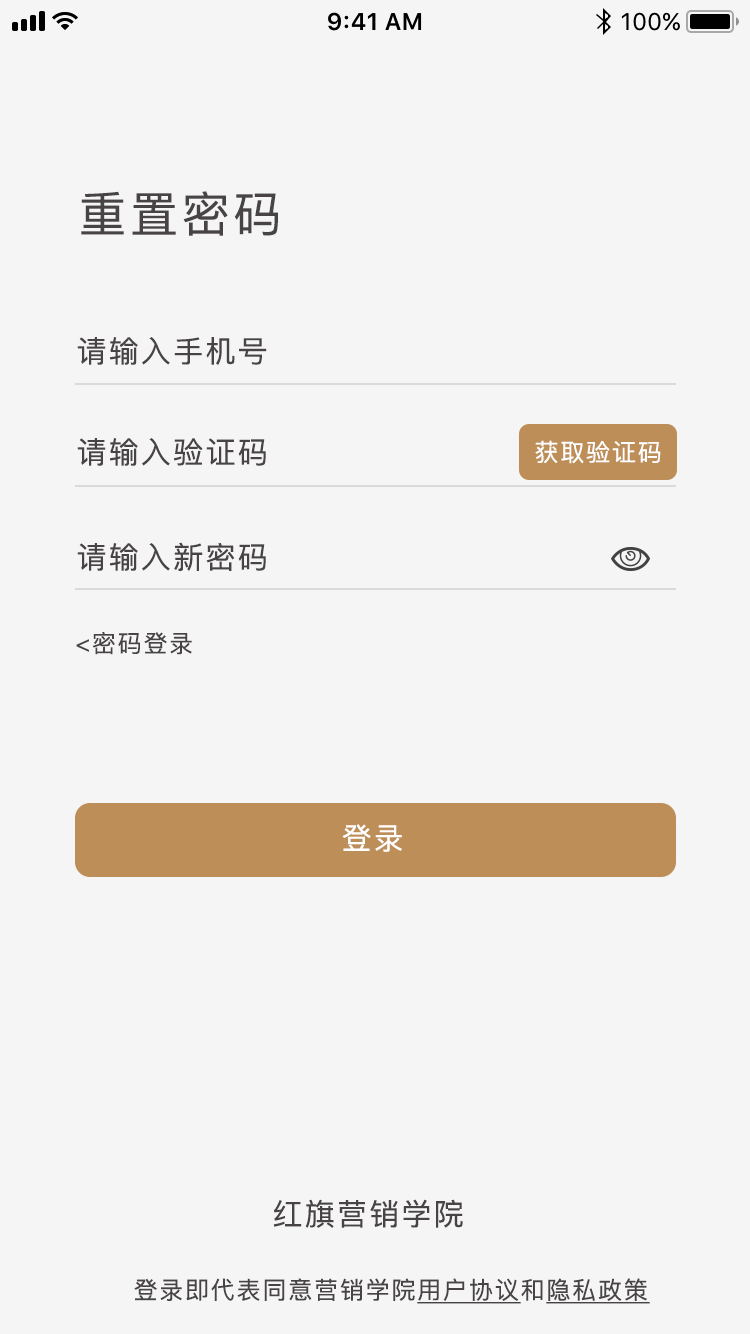 9:41 AM 100%
重置密码
请输入手机号
请输入验证码 获取验证码
请输入新密码
<密码登录
登录
红旗营销学院
登录即代表同意营销学院用户协议和隐私政策